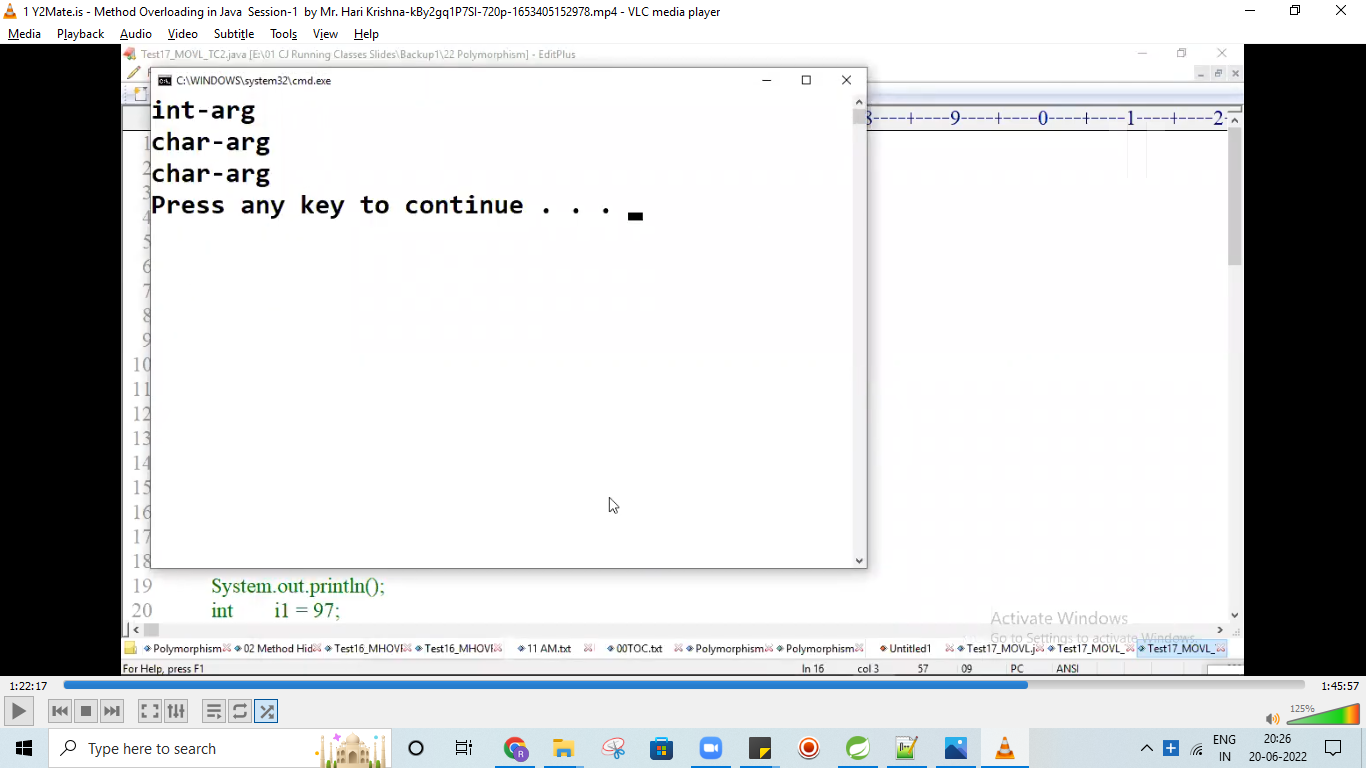 1 Y2Mate.is - Method Overloading in Java Session-1 by Mr. Hari Krishna-kBy2gq1P7SI-720p-1653405152978.mp4 - VLC media player
Media Playback Audio Video Subtitle Tools View Help
Test17_MOVL_TC2.java [E:\01 CJ Running Classes Slides\Backup1\22 Polymorphism] - EditPlus
C:\WINDOWS\system32\cmd.exe
int-arg
char-arg
char-arg
Press any key to continue . . .
8----+----9----+----0----+----1----+----2-
1
2
3
4
5
6
7
8
9
10
11
12
13
14
15
16
17
18
19 System.out.println();
20 int i1 = 97;
Activate Windows
Go to Settings to activate Windows.
Polymorphism 02 Method Hid Test16_MHOVI Test16_MHOVI 11 AM.txt 00TOC.txt Polymorphism Polymorphism Untitled1 Test17_MOVL.j Test17_MOVL_ Test17_MOVL_
For Help, press F1 ln 16 col 3 57 09 PC ANSI
1:22:17 1:45:57
125%
Type here to search
ENG
IN
20:26
20-06-2022